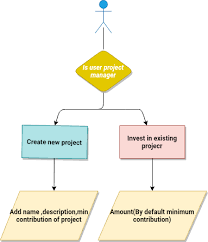 Is user project
manager
Create new project
Invest in existing
projecr
Add name ,description,min
contribution of project
Amount(By default minimum
contribution)